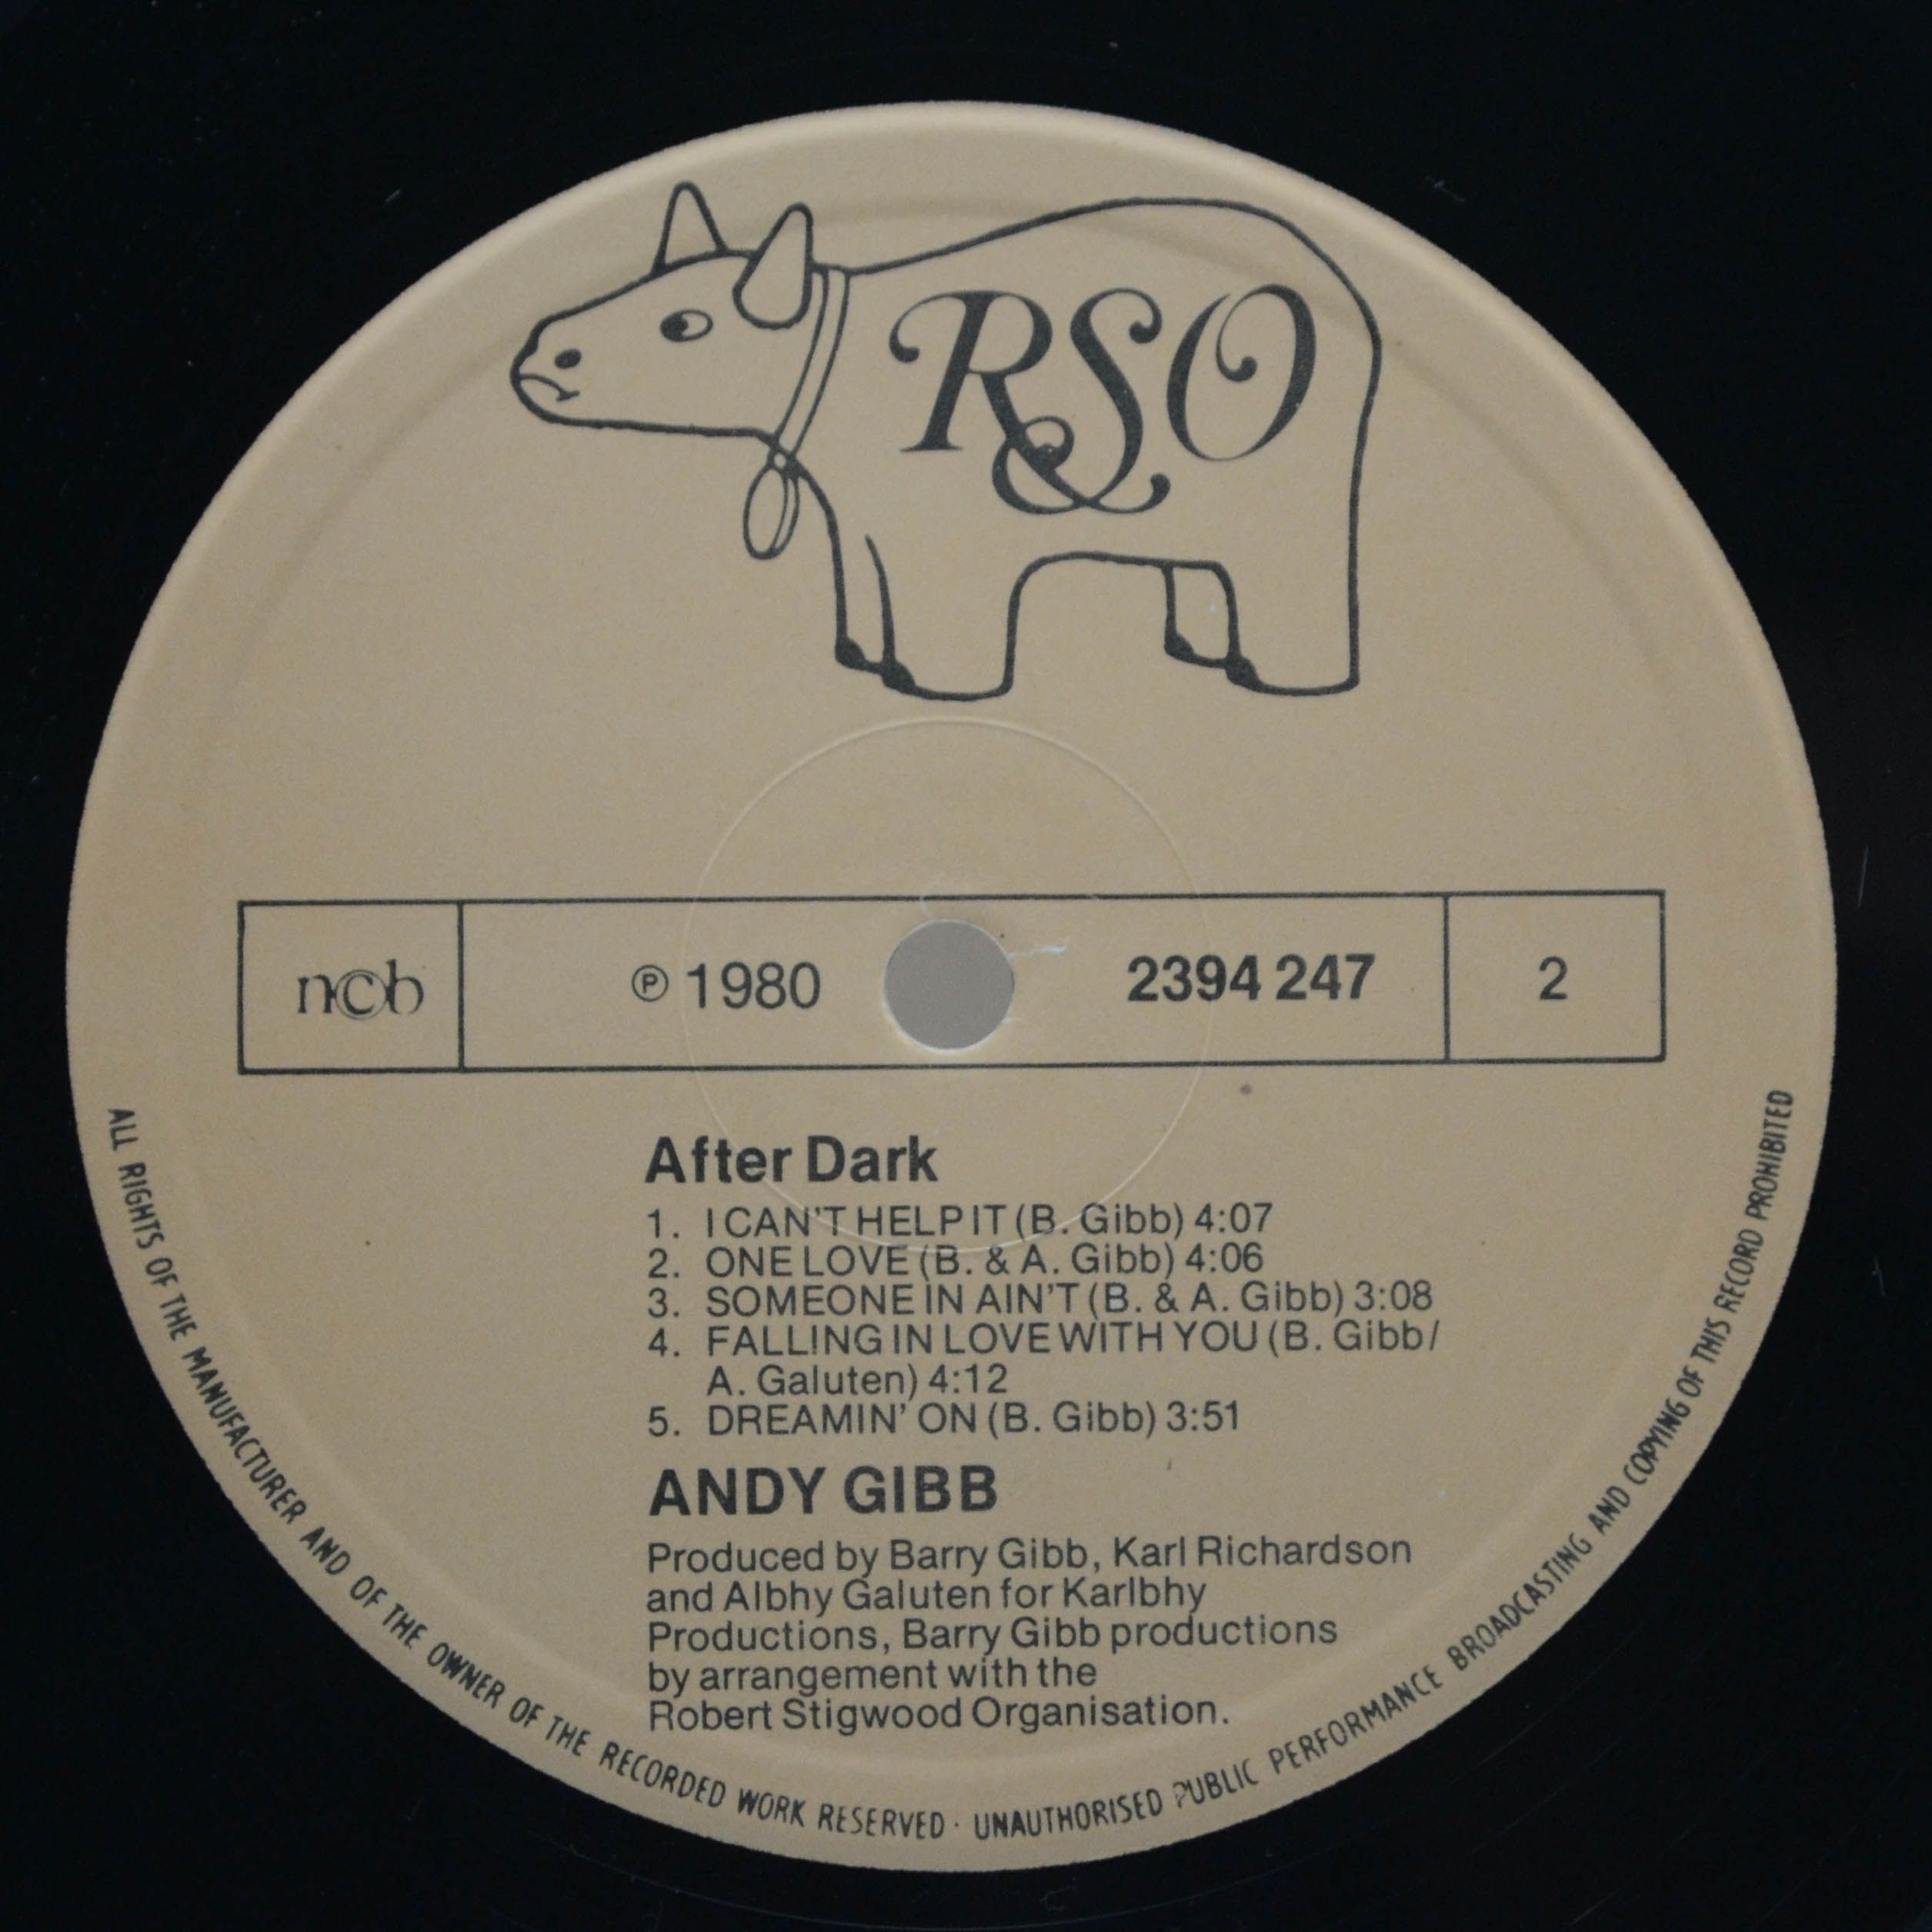 RSO
ncb ℗ 1980 2394 247 2
After Dark
1. I CAN'T HELP IT (B. Gibb) 4:07
2. ONE LOVE (B. & A. Gibb) 4:06
3. SOMEONE IN AIN'T (B. & A. Gibb) 3:08
4. FALLING IN LOVE WITH YOU (B. Gibb/
A. Galuten) 4:12
5. DREAMIN' ON (B. Gibb) 3:51
ANDY GIBB
Produced by Barry Gibb, Karl Richardson
and Albhy Galuten for Karlbhy
Productions, Barry Gibb productions
by arrangement with the
Robert Stigwood Organisation.
ALL RIGHTS OF THE MANUFACTURER AND OF THE OWNER OF THE RECORDED WORK RESERVED · UNAUTHORISED PUBLIC PERFORMANCE BROADCASTING AND COPYING OF THIS RECORD PROHIBITED